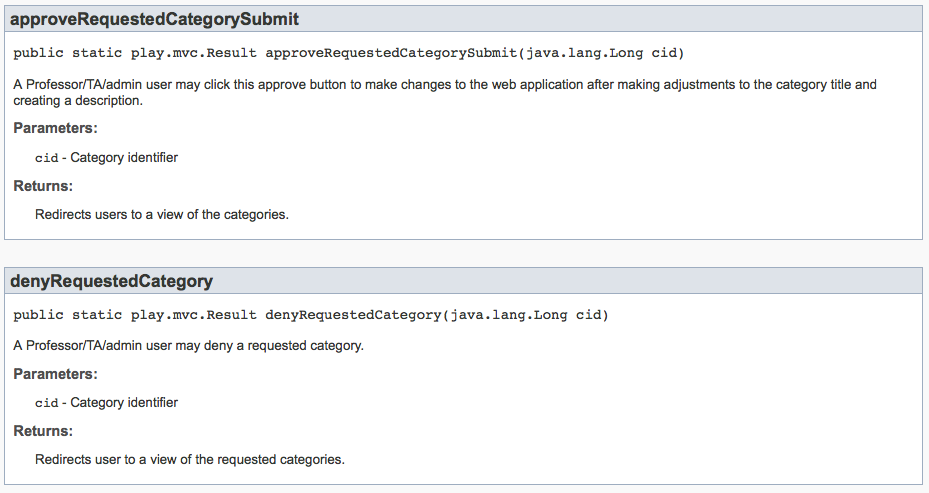 approveRequestedCategorySubmit
public static play.mvc.Result approveRequestedCategorySubmit(java.lang.Long cid)
A Professor/TA/admin user may click this approve button to make changes to the web application after making adjustments to the category title and
creating a description.
Parameters:
cid - Category identifier
Returns:
Redirects users to a view of the categories.
denyRequestedCategory
public static play.mvc.Result denyRequestedCategory(java.lang.Long cid)
A Professor/TA/admin user may deny a requested category.
Parameters:
cid - Category identifier
Returns:
Redirects user to a view of the requested categories.